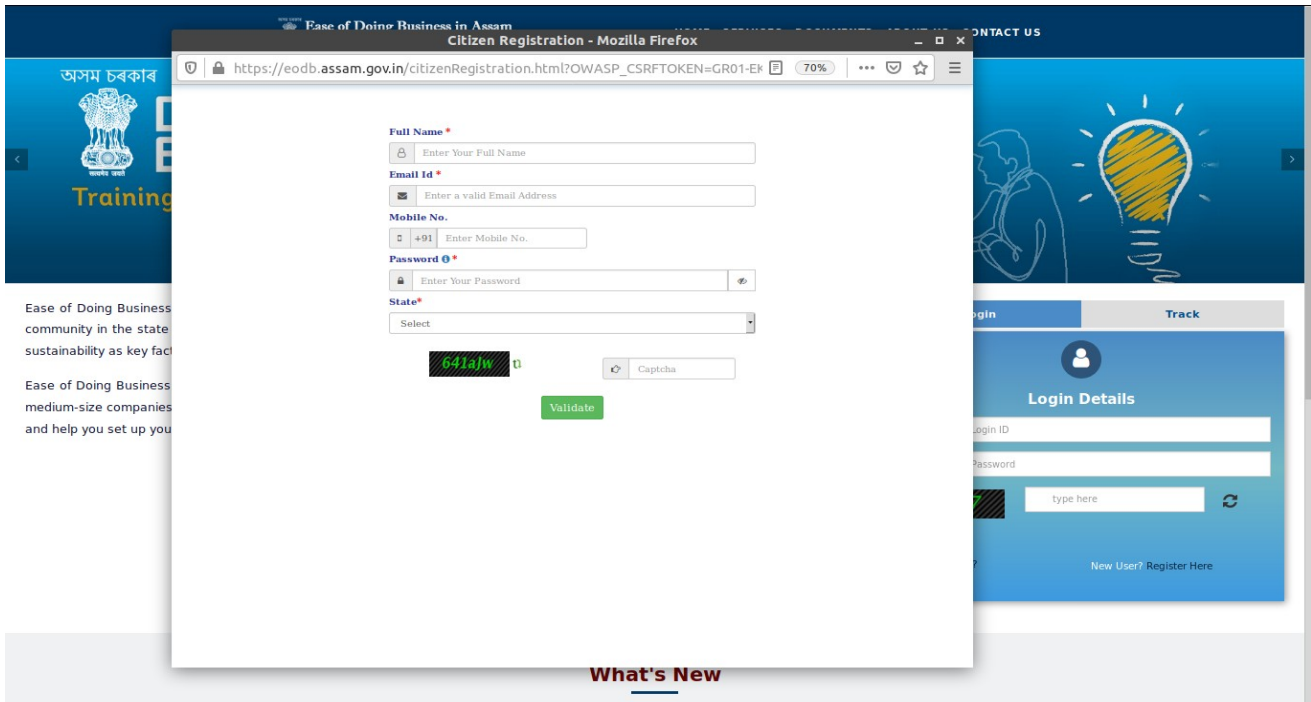 Ease of Doing Business in Assam
CONTACT US
Citizen Registration - Mozilla Firefox
https://eodb.assam.gov.in/citizenRegistration.html?OWASP_CSRFTOKEN=GR01-EK
70%
অসম চৰকাৰ
सत्यमेव जयते
Training
Full Name *
Enter Your Full Name
Email Id *
Enter a valid Email Address
Mobile No.
+91 Enter Mobile No.
Password *
Enter Your Password
State*
Select
641aJw
Captcha
Validate
Ease of Doing Business
community in the state
sustainability as key fact
Ease of Doing Business
medium-size companies
and help you set up you
ogin
Track
Login Details
Login ID
Password
7
type here
?
New User? Register Here
What's New